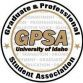 Graduate & Professional
GPSA
University of Idaho
Student Association